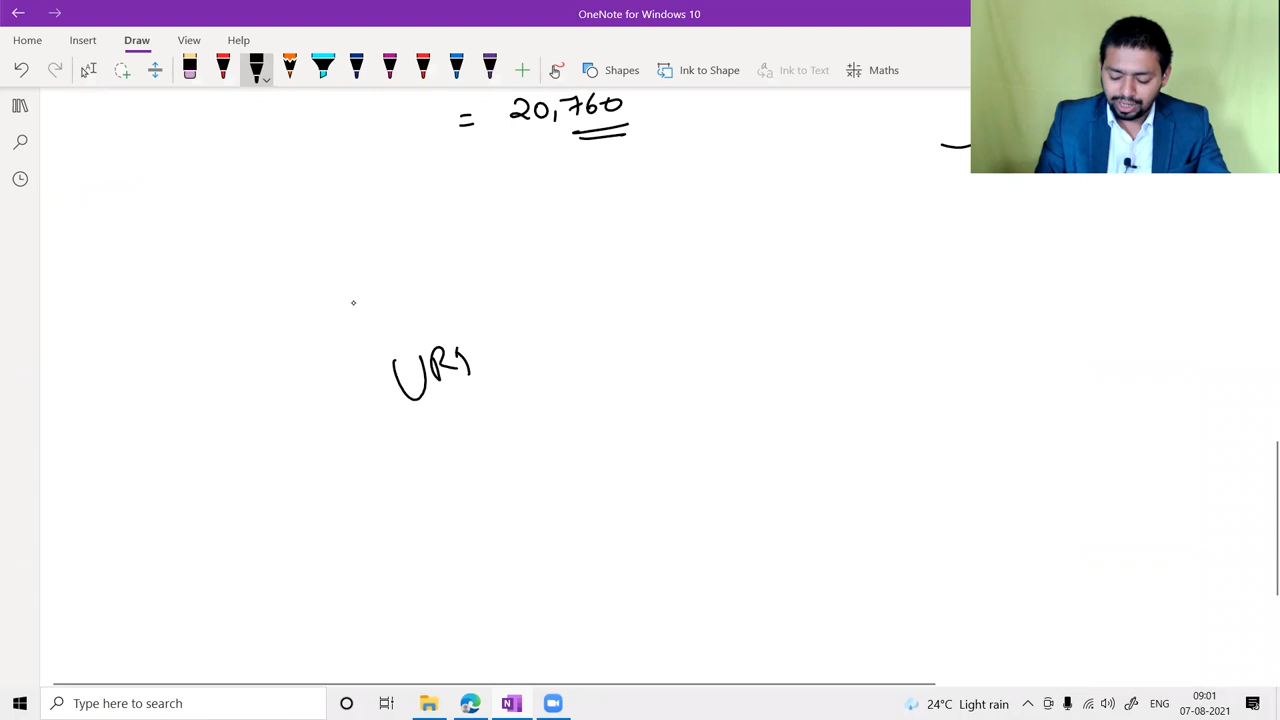 OneNote for Windows 10
Home Insert Draw View Help
Shapes Ink to Shape Ink to Text Maths
= 20,760
Type here to search 24°C Light rain ENG 09:01
07-08-2021